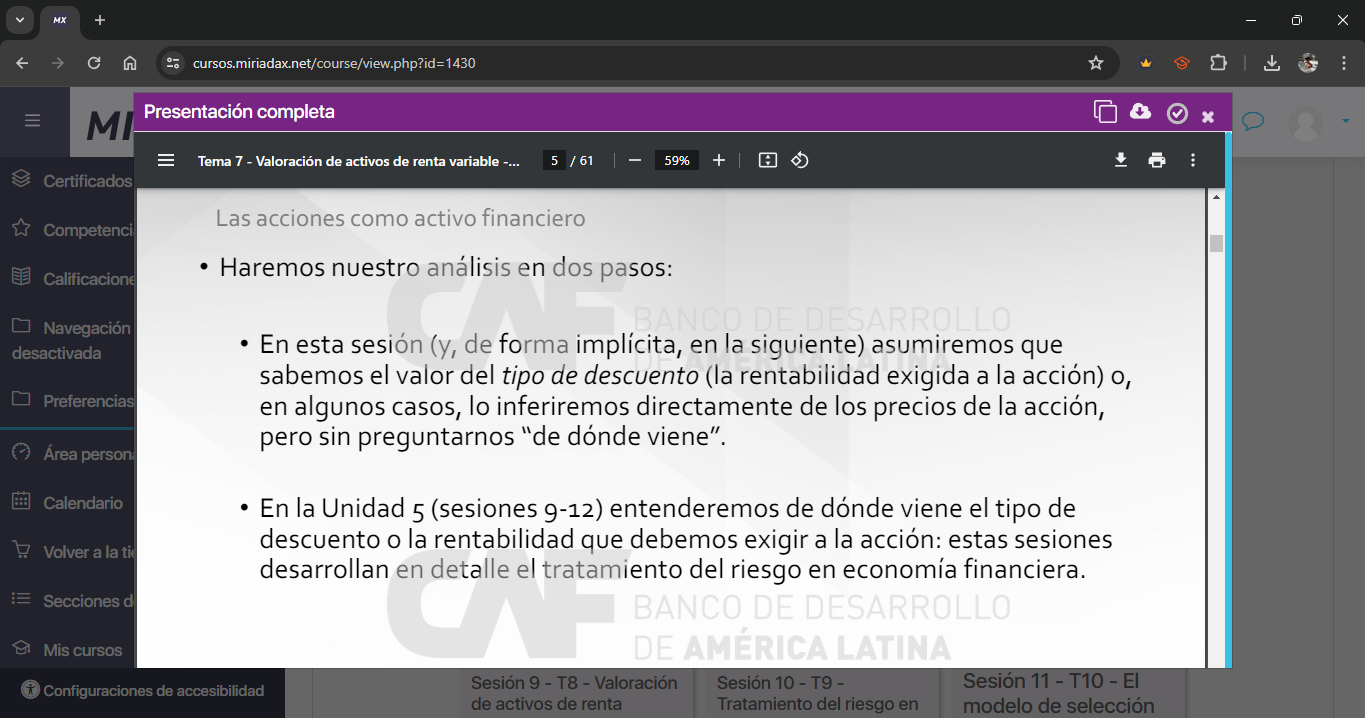 MX
cursos.miriadax.net/course/view.php?id=1430
MI
Presentación completa
Tema 7 - Valoración de activos de renta variable -...
5 / 61
59%
Certificados
Competenci
Calificacione
Navegación
desactivada
Preferencias
Área person
Calendario
Volver a la ti
Secciones d
Mis cursos
Configuraciones de accesibilidad
Las acciones como activo financiero
• Haremos nuestro análisis en dos pasos:
• En esta sesión (y, de forma implícita, en la siguiente) asumiremos que
sabemos el valor del tipo de descuento (la rentabilidad exigida a la acción) o,
en algunos casos, lo inferiremos directamente de los precios de la acción,
pero sin preguntarnos “de dónde viene”.
• En la Unidad 5 (sesiones 9-12) entenderemos de dónde viene el tipo de
descuento o la rentabilidad que debemos exigir a la acción: estas sesiones
desarrollan en detalle el tratamiento del riesgo en economía financiera.
CAF
BANCO DE DESARROLLO
DE AMÉRICA LATINA
CAF
BANCO DE DESARROLLO
DE AMÉRICA LATINA
Sesión 9 - T8 - Valoración
de activos de renta
Sesión 10 - T9 -
Tratamiento del riesgo en
Sesión 11 - T10 - El
modelo de selección